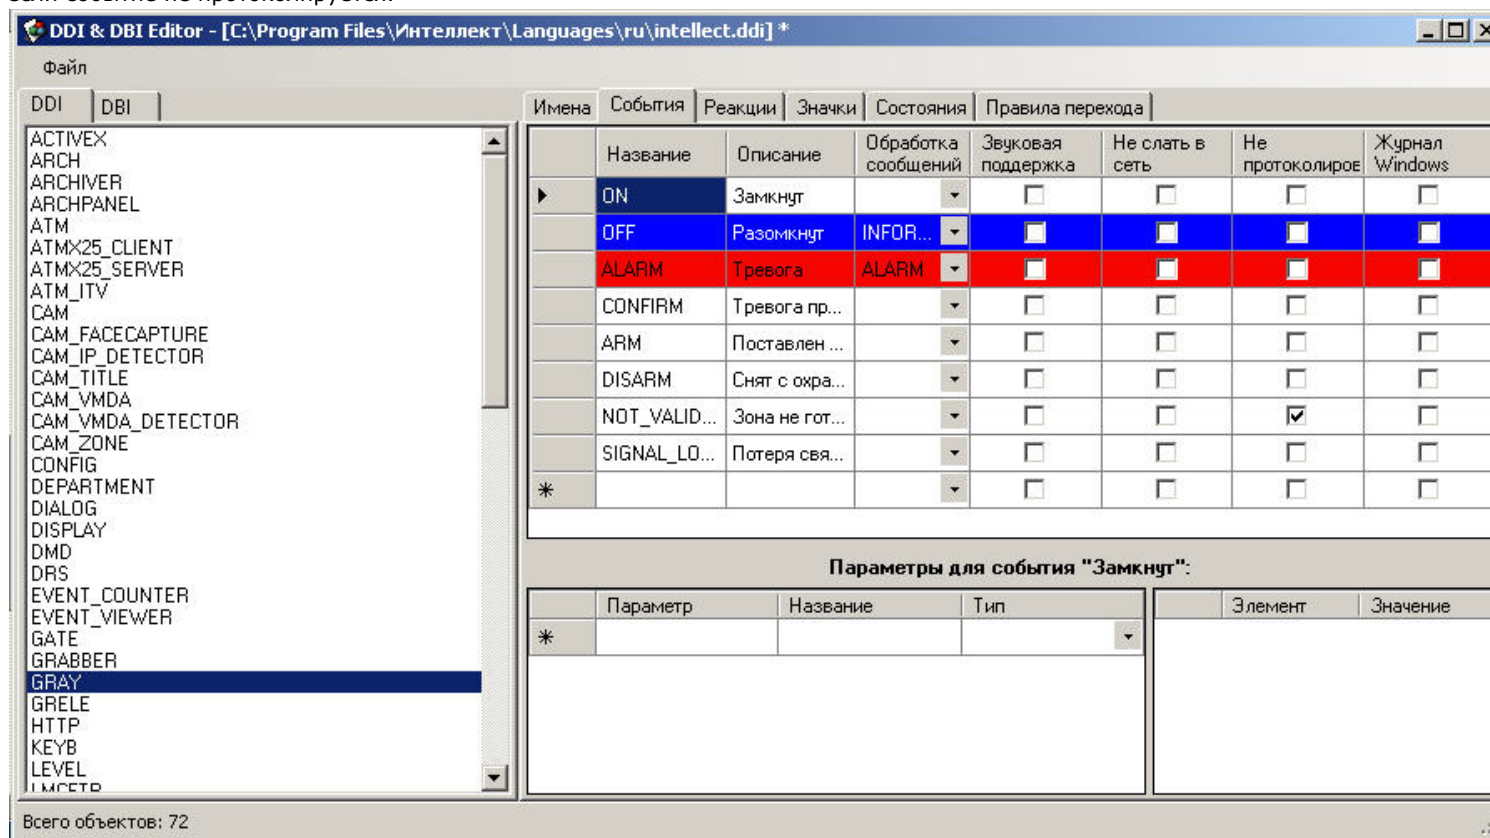 DDI & DBI Editor - [C:\Program Files\Интеллект\Languages\ru\intellect.ddi] *
Файл
DDI DBI
ACTIVEX
ARCH
ARCHIVER
ARCHPANEL
ATM
ATMX25_CLIENT
ATMX25_SERVER
ATM_ITV
CAM
CAM_FACECAPTURE
CAM_IP_DETECTOR
CAM_TITLE
CAM_VMDA
CAM_VMDA_DETECTOR
CAM_ZONE
CONFIG
DEPARTMENT
DIALOG
DISPLAY
DMD
DRS
EVENT_COUNTER
EVENT_VIEWER
GATE
GRABBER
GRAY
GRELE
HTTP
KEYB
LEVEL
Имена События Реакции Значки Состояния Правила перехода
Название Описание Обработка сообщений Звуковая поддержка Не слать в сеть Не протоколиров Журнал Windows
ON Замкнут
OFF Разомкнут INFOR...
ALARM Тревога ALARM
CONFIRM Тревога пр...
ARM Поставлен ...
DISARM Снят с охра...
NOT_VALID... Зона не гот...
SIGNAL_LO... Потеря свя...
Параметры для события "Замкнут":
Параметр Название Тип
Элемент Значение
Всего объектов: 72